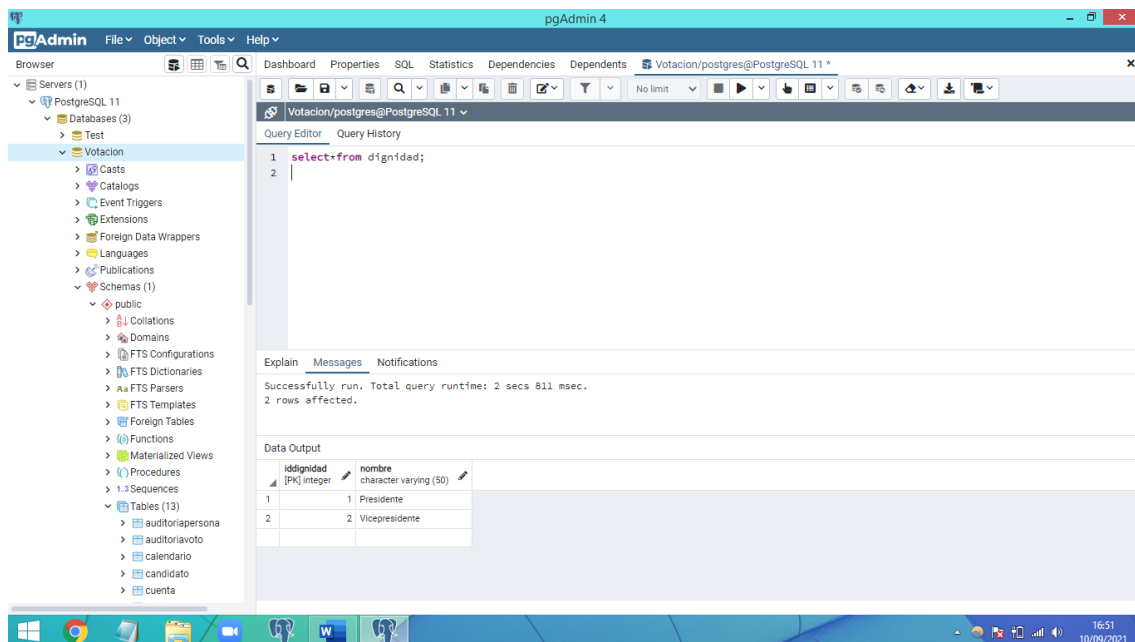 pgAdmin 4
pgAdmin File Object Tools Help
Browser
Dashboard Properties SQL Statistics Dependencies Dependents Votacion/postgres@PostgreSQL 11 *
No limit
Servers (1)
PostgreSQL 11
Databases (3)
Test
Votacion
Casts
Catalogs
Event Triggers
Extensions
Foreign Data Wrappers
Languages
Publications
Schemas (1)
public
Collations
Domains
FTS Configurations
FTS Dictionaries
FTS Parsers
FTS Templates
Foreign Tables
Functions
Materialized Views
Procedures
1..3 Sequences
Tables (13)
auditoriapersona
auditoriavoto
calendario
candidato
cuenta
Votacion/postgres@PostgreSQL 11
Query Editor Query History
1 select*from dignidad;
2
Explain Messages Notifications
Successfully run. Total query runtime: 2 secs 811 msec.
2 rows affected.
Data Output
iddignidad
[PK] integer
nombre
character varying (50)
1 1 Presidente
2 2 Vicepresidente
16:51
10/09/2021